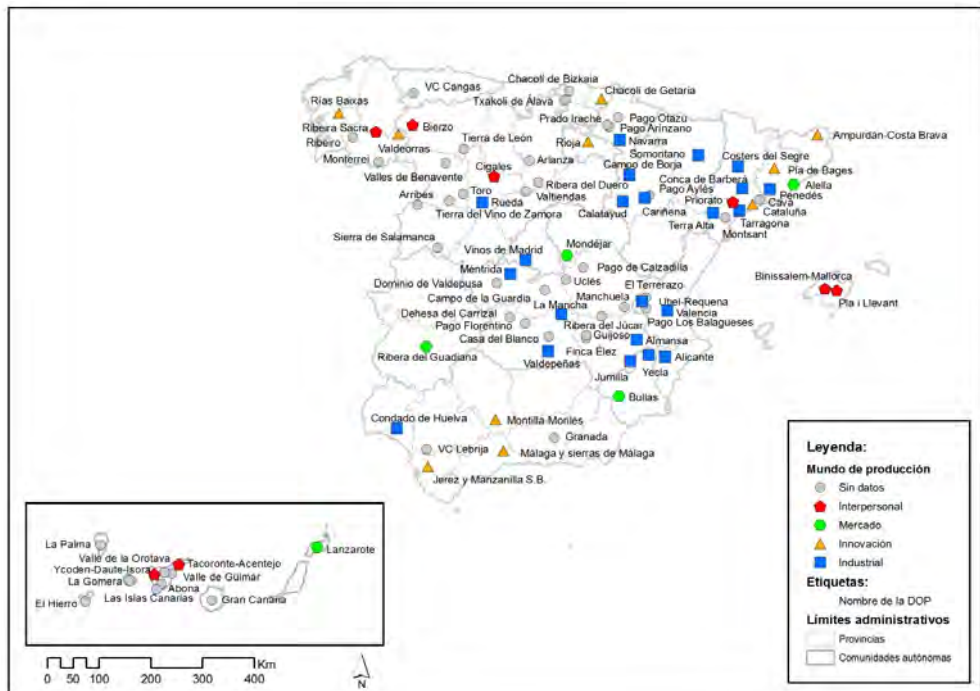 Chacolí de Bizkaia
VC Cangas
Chacolí de Getaria
Txakoli de Álava
Rías Baixas
Prado Irache
Pago Otazu
Ribeira Sacra
Bierzo
Pago Arínzano
Ampurdán-Costa Brava
Ribeiro
Valdeorras
Tierra de León
Rioja
Navarra
Somontano
Costers del Segre
Monterrei
Arlanza
Campo de Borja
Pla de Bages
Valles de Benavente
Cigales
Conca de Barberá
Alella
Arribes
Toro
Ribera del Duero
Pago Aylés
Penedés
Rueda
Valtiendas
Priorato
Cava
Tierra del Vino de Zamora
Calatayud
Cariñena
Cataluña
Terra Alta
Tarragona
Montsant
Sierra de Salamanca
Vinos de Madrid
Mondéjar
Méntrida
Pago de Calzadilla
Binissalem-Mallorca
Dominio de Valdepusa
Uclés
El Terrerazo
Campo de la Guardia
Manchuela
Utiel-Requena
Pla i Llevant
Dehesa del Carrizal
La Mancha
Valencia
Pago Florentino
Ribera del Júcar
Pago Los Balagueses
Casa del Blanco
Guijoso
Almansa
Ribera del Guadiana
Finca Élez
Valdepeñas
Alicante
Jumilla
Yecla
Bullas
Condado de Huelva
Montilla-Moriles
Granada
VC Lebrija
Málaga y sierras de Málaga
Jerez y Manzanilla S.B.
Leyenda:
Mundo de producción
Sin datos
Interpersonal
Mercado
Innovación
Industrial
Etiquetas:
Nombre de la DOP
Límites administrativos
Provincias
Comunidades autónomas
La Palma
Lanzarote
Valle de la Orotava
Tacoronte-Acentejo
Ycoden-Daute-Isora
Valle de Güímar
La Gomera
Abona
El Hierro
Las Islas Canarias
Gran Canaria
Km
0 50 100 200 300 400
N